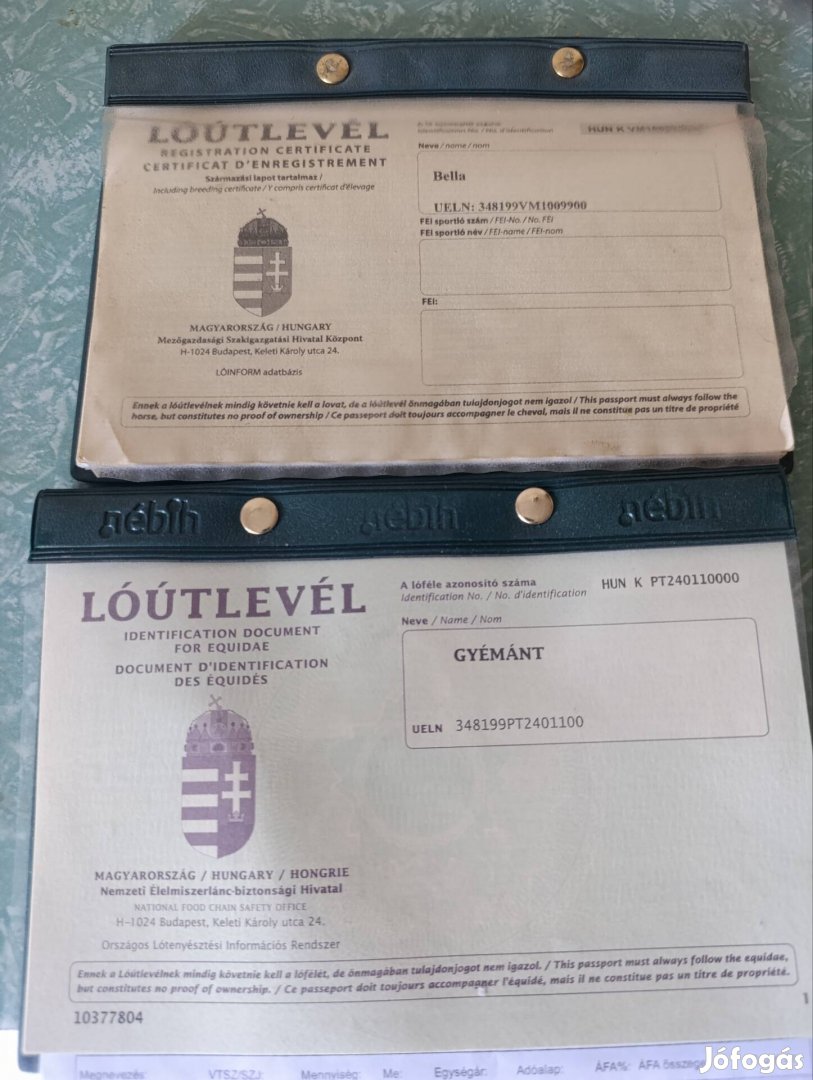 LÓÚTLEVÉL
REGISTRATION CERTIFICATE
CERTIFICAT D'ENREGISTREMENT
Származási lapot tartalmaz /
Including breeding certificate / Y compris certificat d'élevage
MAGYARORSZÁG / HUNGARY
Mezőgazdasági Szakigazgatási Hivatal Központ
H-1024 Budapest, Keleti Károly utca 24.
LÓINFORM adatbázis
Identification No. / No. d'identification
HUN K
Neve / name / nom
Bella
UELN: 348199VM1009900
FEI sportló szám / FEI-No. / No. FEI
FEI sportló név / FEI-name / FEI-nom
FEI:
Ennek a lóútlevélnek mindig követnie kell a lovat, de a lóútlevél önmagában tulajdonjogot nem igazol / This passport must always follow the
horse, but constitutes no proof of ownership / Ce passeport doit toujours accompagner le cheval, mais il ne constitue pas un titre de propriété
nébih nébih nébih
LÓÚTLEVÉL
IDENTIFICATION DOCUMENT
FOR EQUIDAE
DOCUMENT D'IDENTIFICATION
DES ÉQUIDÉS
MAGYARORSZÁG / HUNGARY / HONGRIE
Nemzeti Élelmiszerlánc-biztonsági Hivatal
NATIONAL FOOD CHAIN SAFETY OFFICE
H-1024 Budapest, Keleti Károly utca 24.
Országos Lótenyésztési Információs Rendszer
A lóféle azonosító száma
Identification No. / No. d'identification
HUN K PT240110000
Neve / Name / Nom
GYÉMÁNT
UELN 348199PT2401100
Ennek a Lóútlevélnek mindig követnie kell a lófélét, de önmagában tulajdonjogot nem igazol. / This passport must always follow the equidae,
but constitutes no proof of ownership. / Ce passeport doit toujours accompagner l'équidé, mais il ne constitue pas un titre de propriété.
10377804
1
Megnevezés: VTSZ/SZJ: Mennyiség: Me: Egységár: Adóalap: ÁFA%: ÁFA
Jófogás